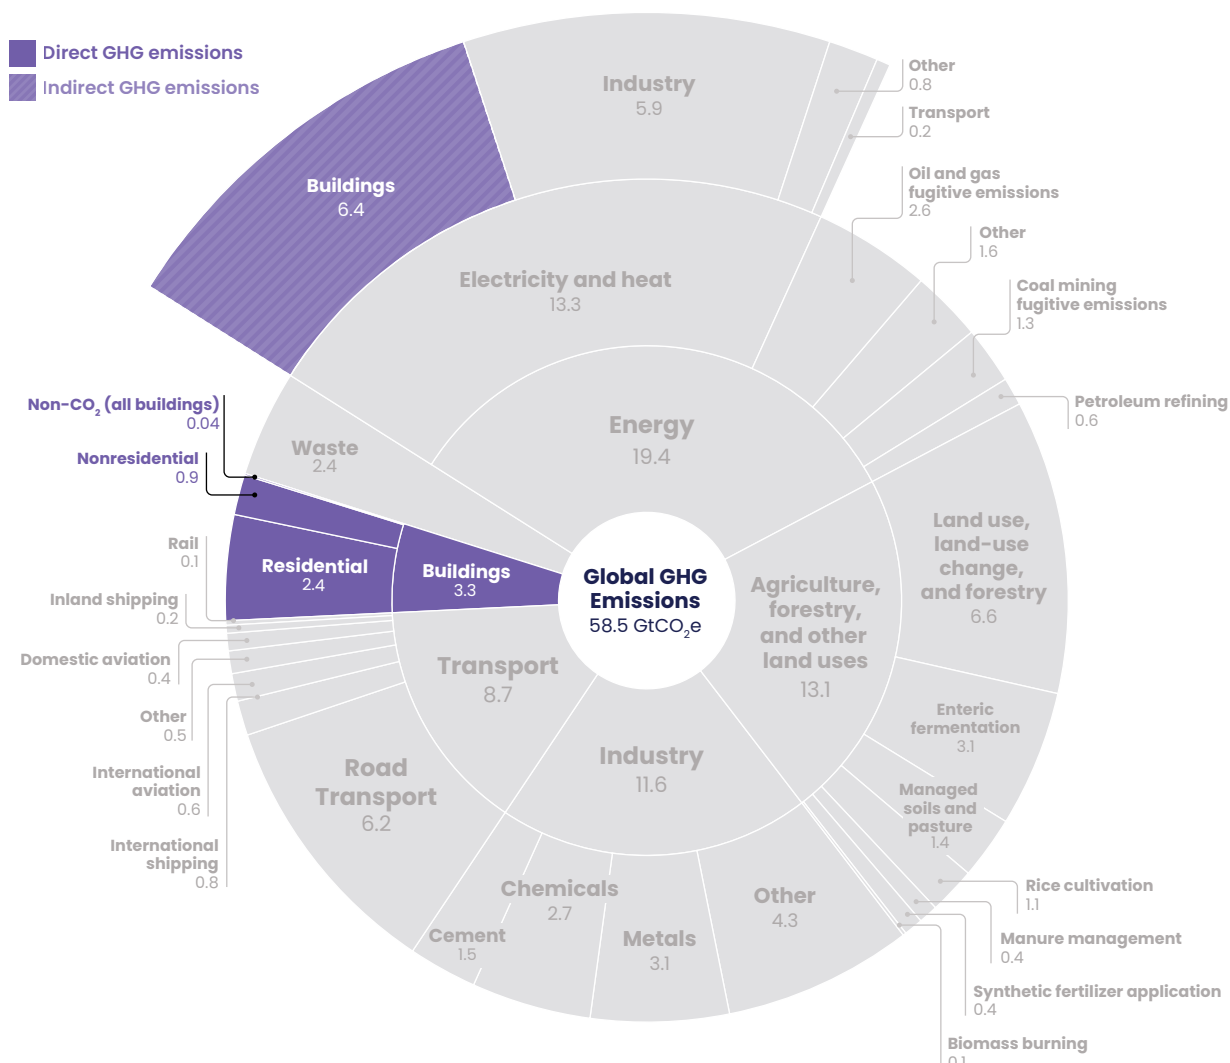 Direct GHG emissions
Indirect GHG emissions
Industry
5.9
Other
0.8
Transport
0.2
Buildings
6.4
Oil and gas
fugitive emissions
2.6
Other
1.6
Electricity and heat
13.3
Coal mining
fugitive emissions
1.3
Petroleum refining
0.6
Non-CO₂ (all buildings)
0.04
Energy
19.4
Waste
2.4
Nonresidential
0.9
Land use,
land-use
change,
and forestry
6.6
Rail
0.1
Residential
2.4
Buildings
3.3
Global GHG
Emissions
58.5 GtCO₂e
Agriculture,
forestry,
and other
land uses
13.1
Inland shipping
0.2
Domestic aviation
0.4
Transport
8.7
Other
0.5
Enteric
fermentation
3.1
Industry
11.6
International
aviation
0.6
Road
Transport
6.2
Managed
soils and
pasture
1.4
International
shipping
0.8
Chemicals
2.7
Other
4.3
Rice cultivation
1.1
Cement
1.5
Metals
3.1
Manure management
0.4
Synthetic fertilizer application
0.4
Biomass burning
0.1